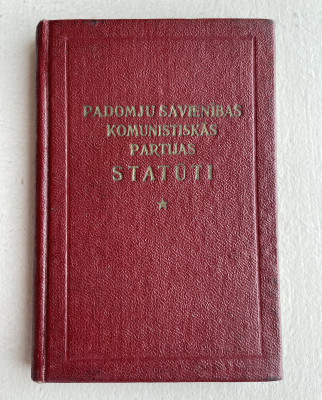 PADOMJU SAVIENĪBAS
KOMUNISTISKĀS
PARTIJAS
STATŪTI